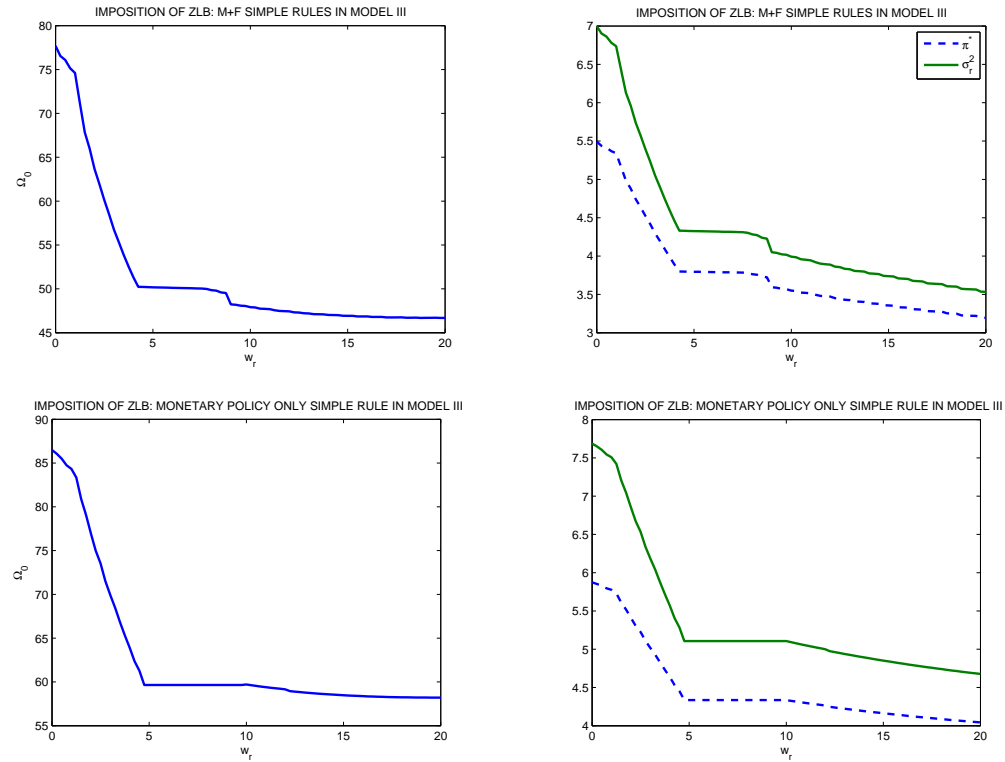 IMPOSITION OF ZLB: M+F SIMPLE RULES IN MODEL III
80
75
70
65
60
55
50
45
0 5 10 15 20
Ω0
wr
IMPOSITION OF ZLB: M+F SIMPLE RULES IN MODEL III
7
6.5
6
5.5
5
4.5
4
3.5
3
0 5 10 15 20
wr
π*
σr2
IMPOSITION OF ZLB: MONETARY POLICY ONLY SIMPLE RULE IN MODEL III
90
85
80
75
70
65
60
55
0 5 10 15 20
Ω0
wr
IMPOSITION OF ZLB: MONETARY POLICY ONLY SIMPLE RULE IN MODEL III
8
7.5
7
6.5
6
5.5
5
4.5
4
0 5 10 15 20
wr